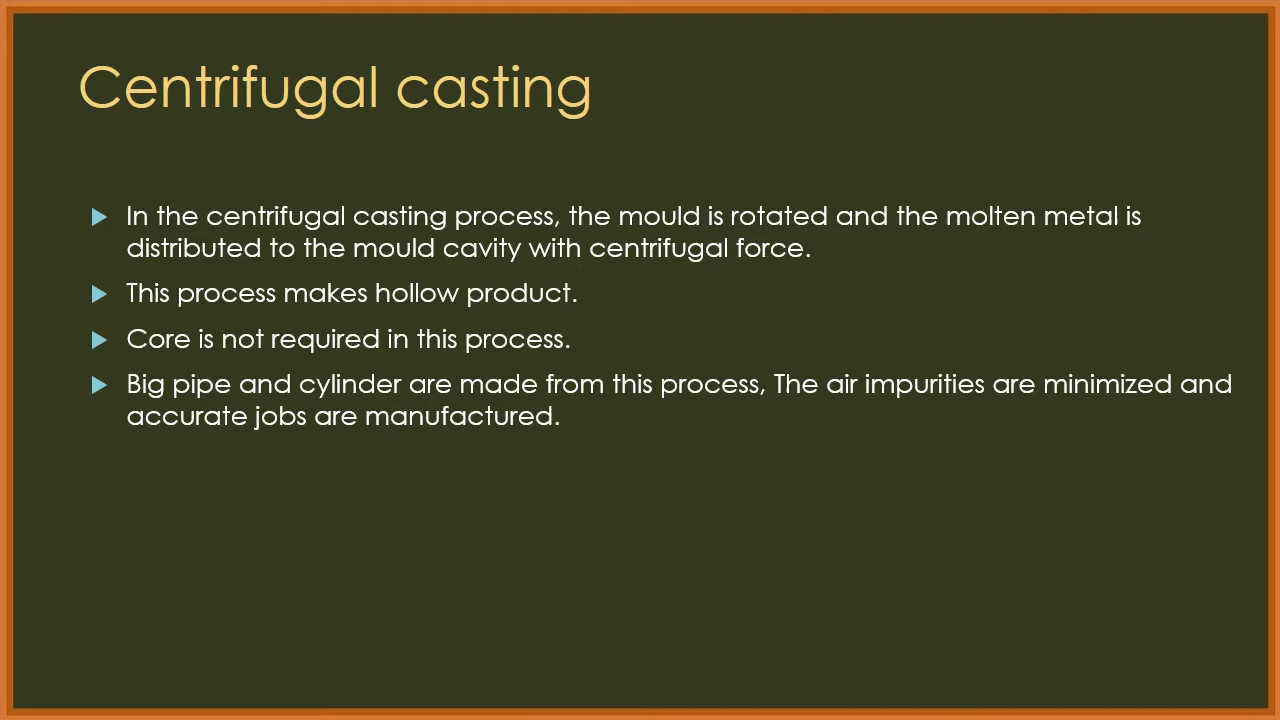 Centrifugal casting
In the centrifugal casting process, the mould is rotated and the molten metal is
distributed to the mould cavity with centrifugal force.
This process makes hollow product.
Core is not required in this process.
Big pipe and cylinder are made from this process, The air impurities are minimized and
accurate jobs are manufactured.